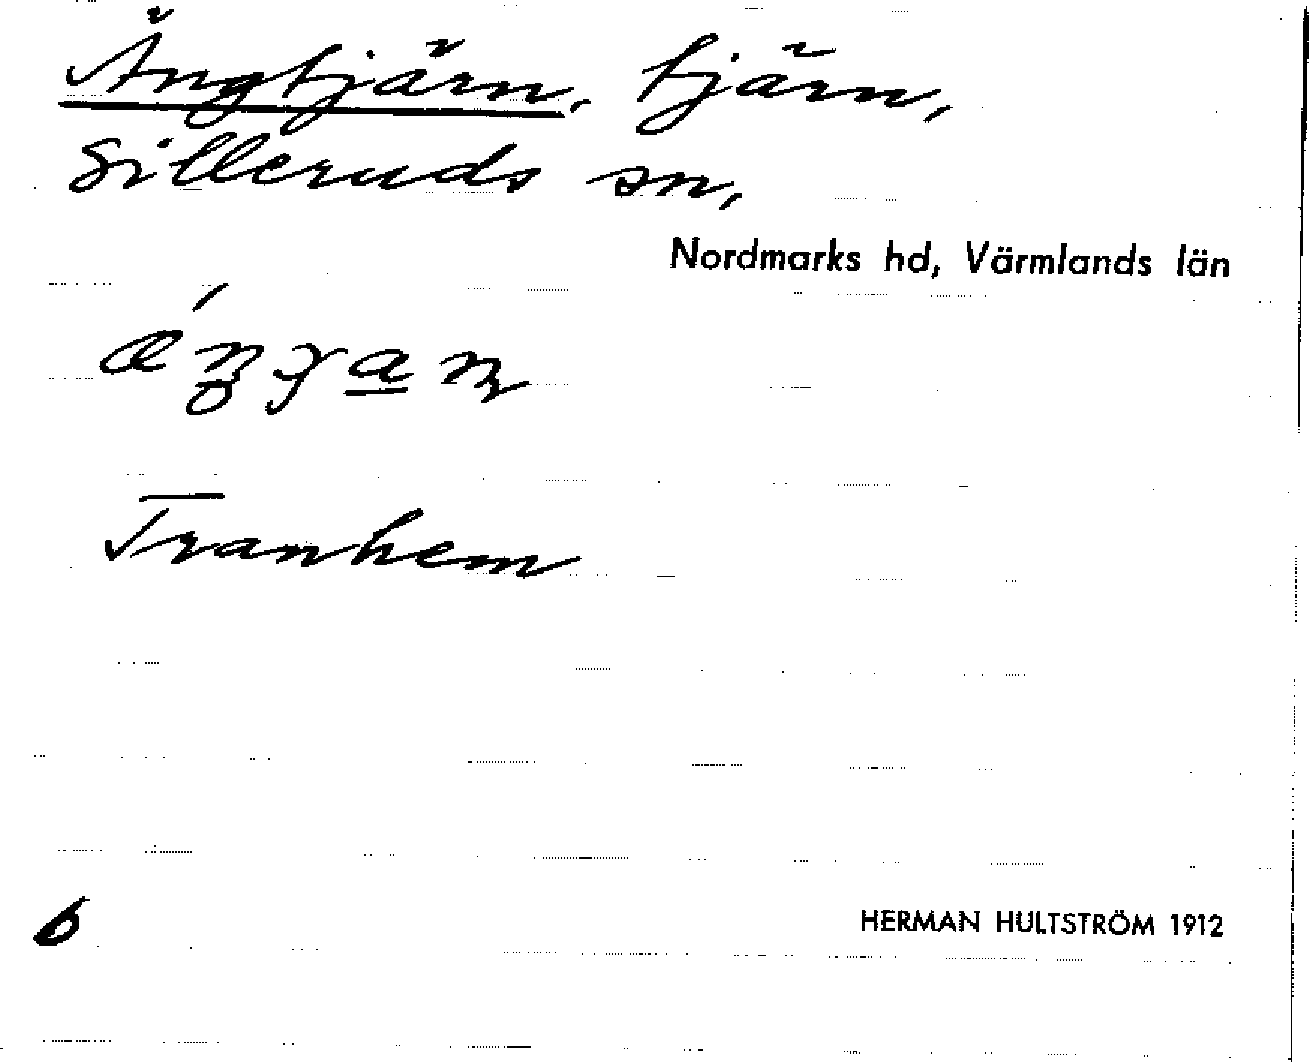 Ängtjärn, tjärn,
Silleruds sn,
Nordmarks hd, Värmlands län
Tranhem
6
HERMAN HULTSTRÖM 1912